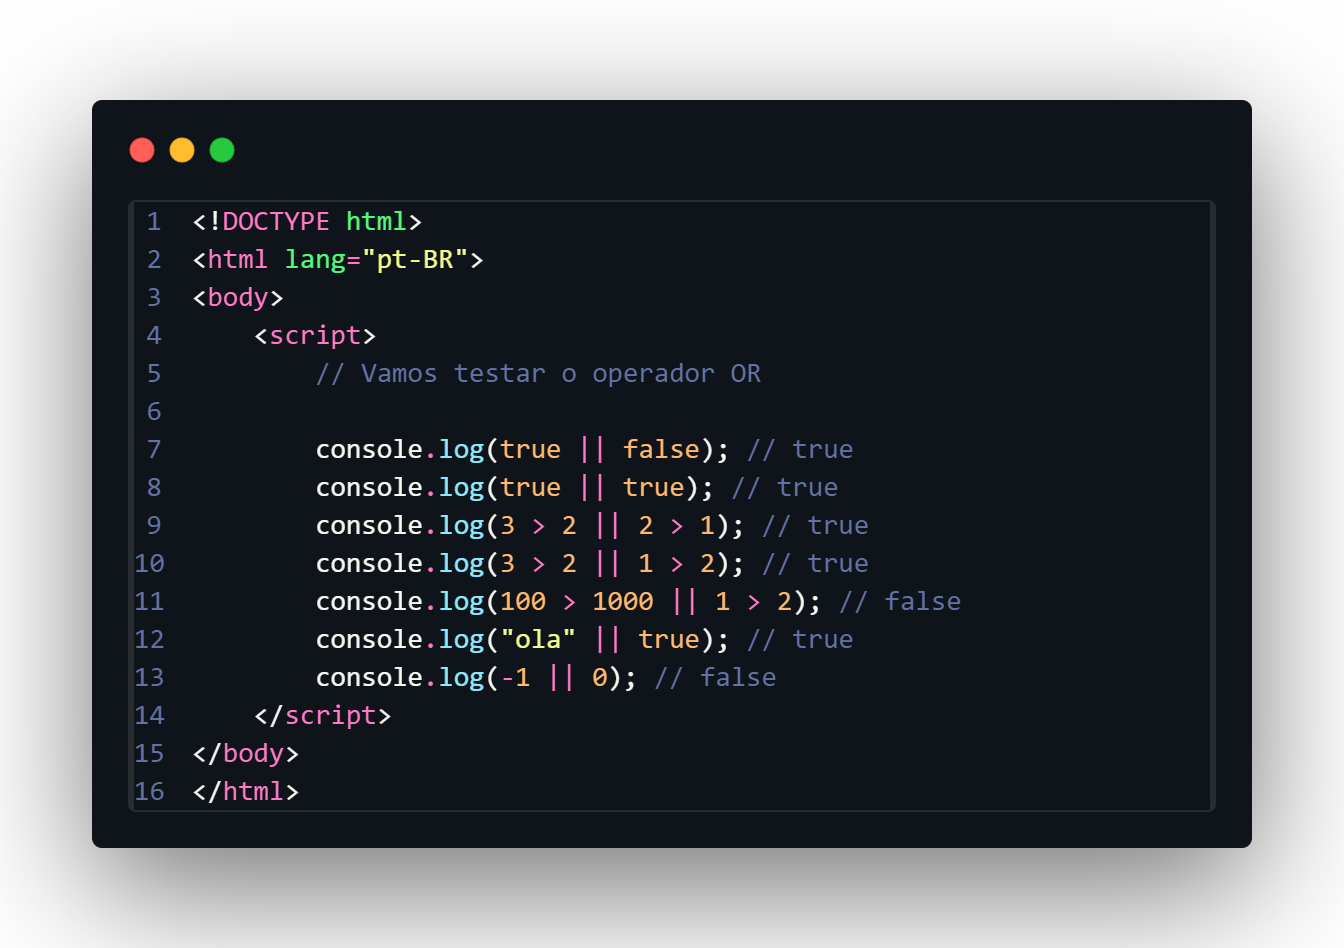 1 <!DOCTYPE html>
2 <html lang="pt-BR">
3 <body>
4     <script>
5         // Vamos testar o operador OR
6
7         console.log(true || false); // true
8         console.log(true || true); // true
9         console.log(3 > 2 || 2 > 1); // true
10         console.log(3 > 2 || 1 > 2); // true
11         console.log(100 > 1000 || 1 > 2); // false
12         console.log("ola" || true); // true
13         console.log(-1 || 0); // false
14     </script>
15 </body>
16 </html>